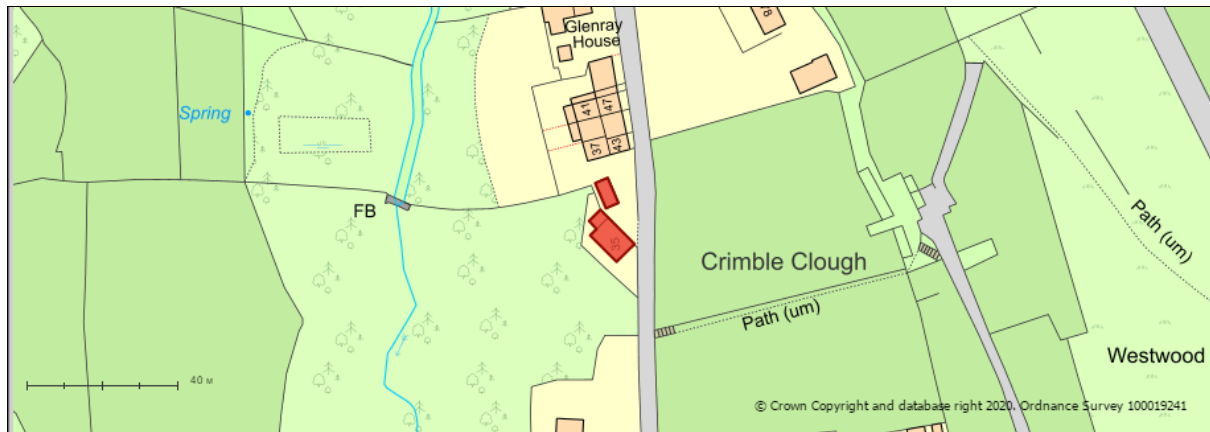 Glenray
House
78
Spring
41
47
37
43
FB
35
Crimble Clough
Path (um)
Path (um)
Westwood
40 M
© Crown Copyright and database right 2020. Ordnance Survey 100019241